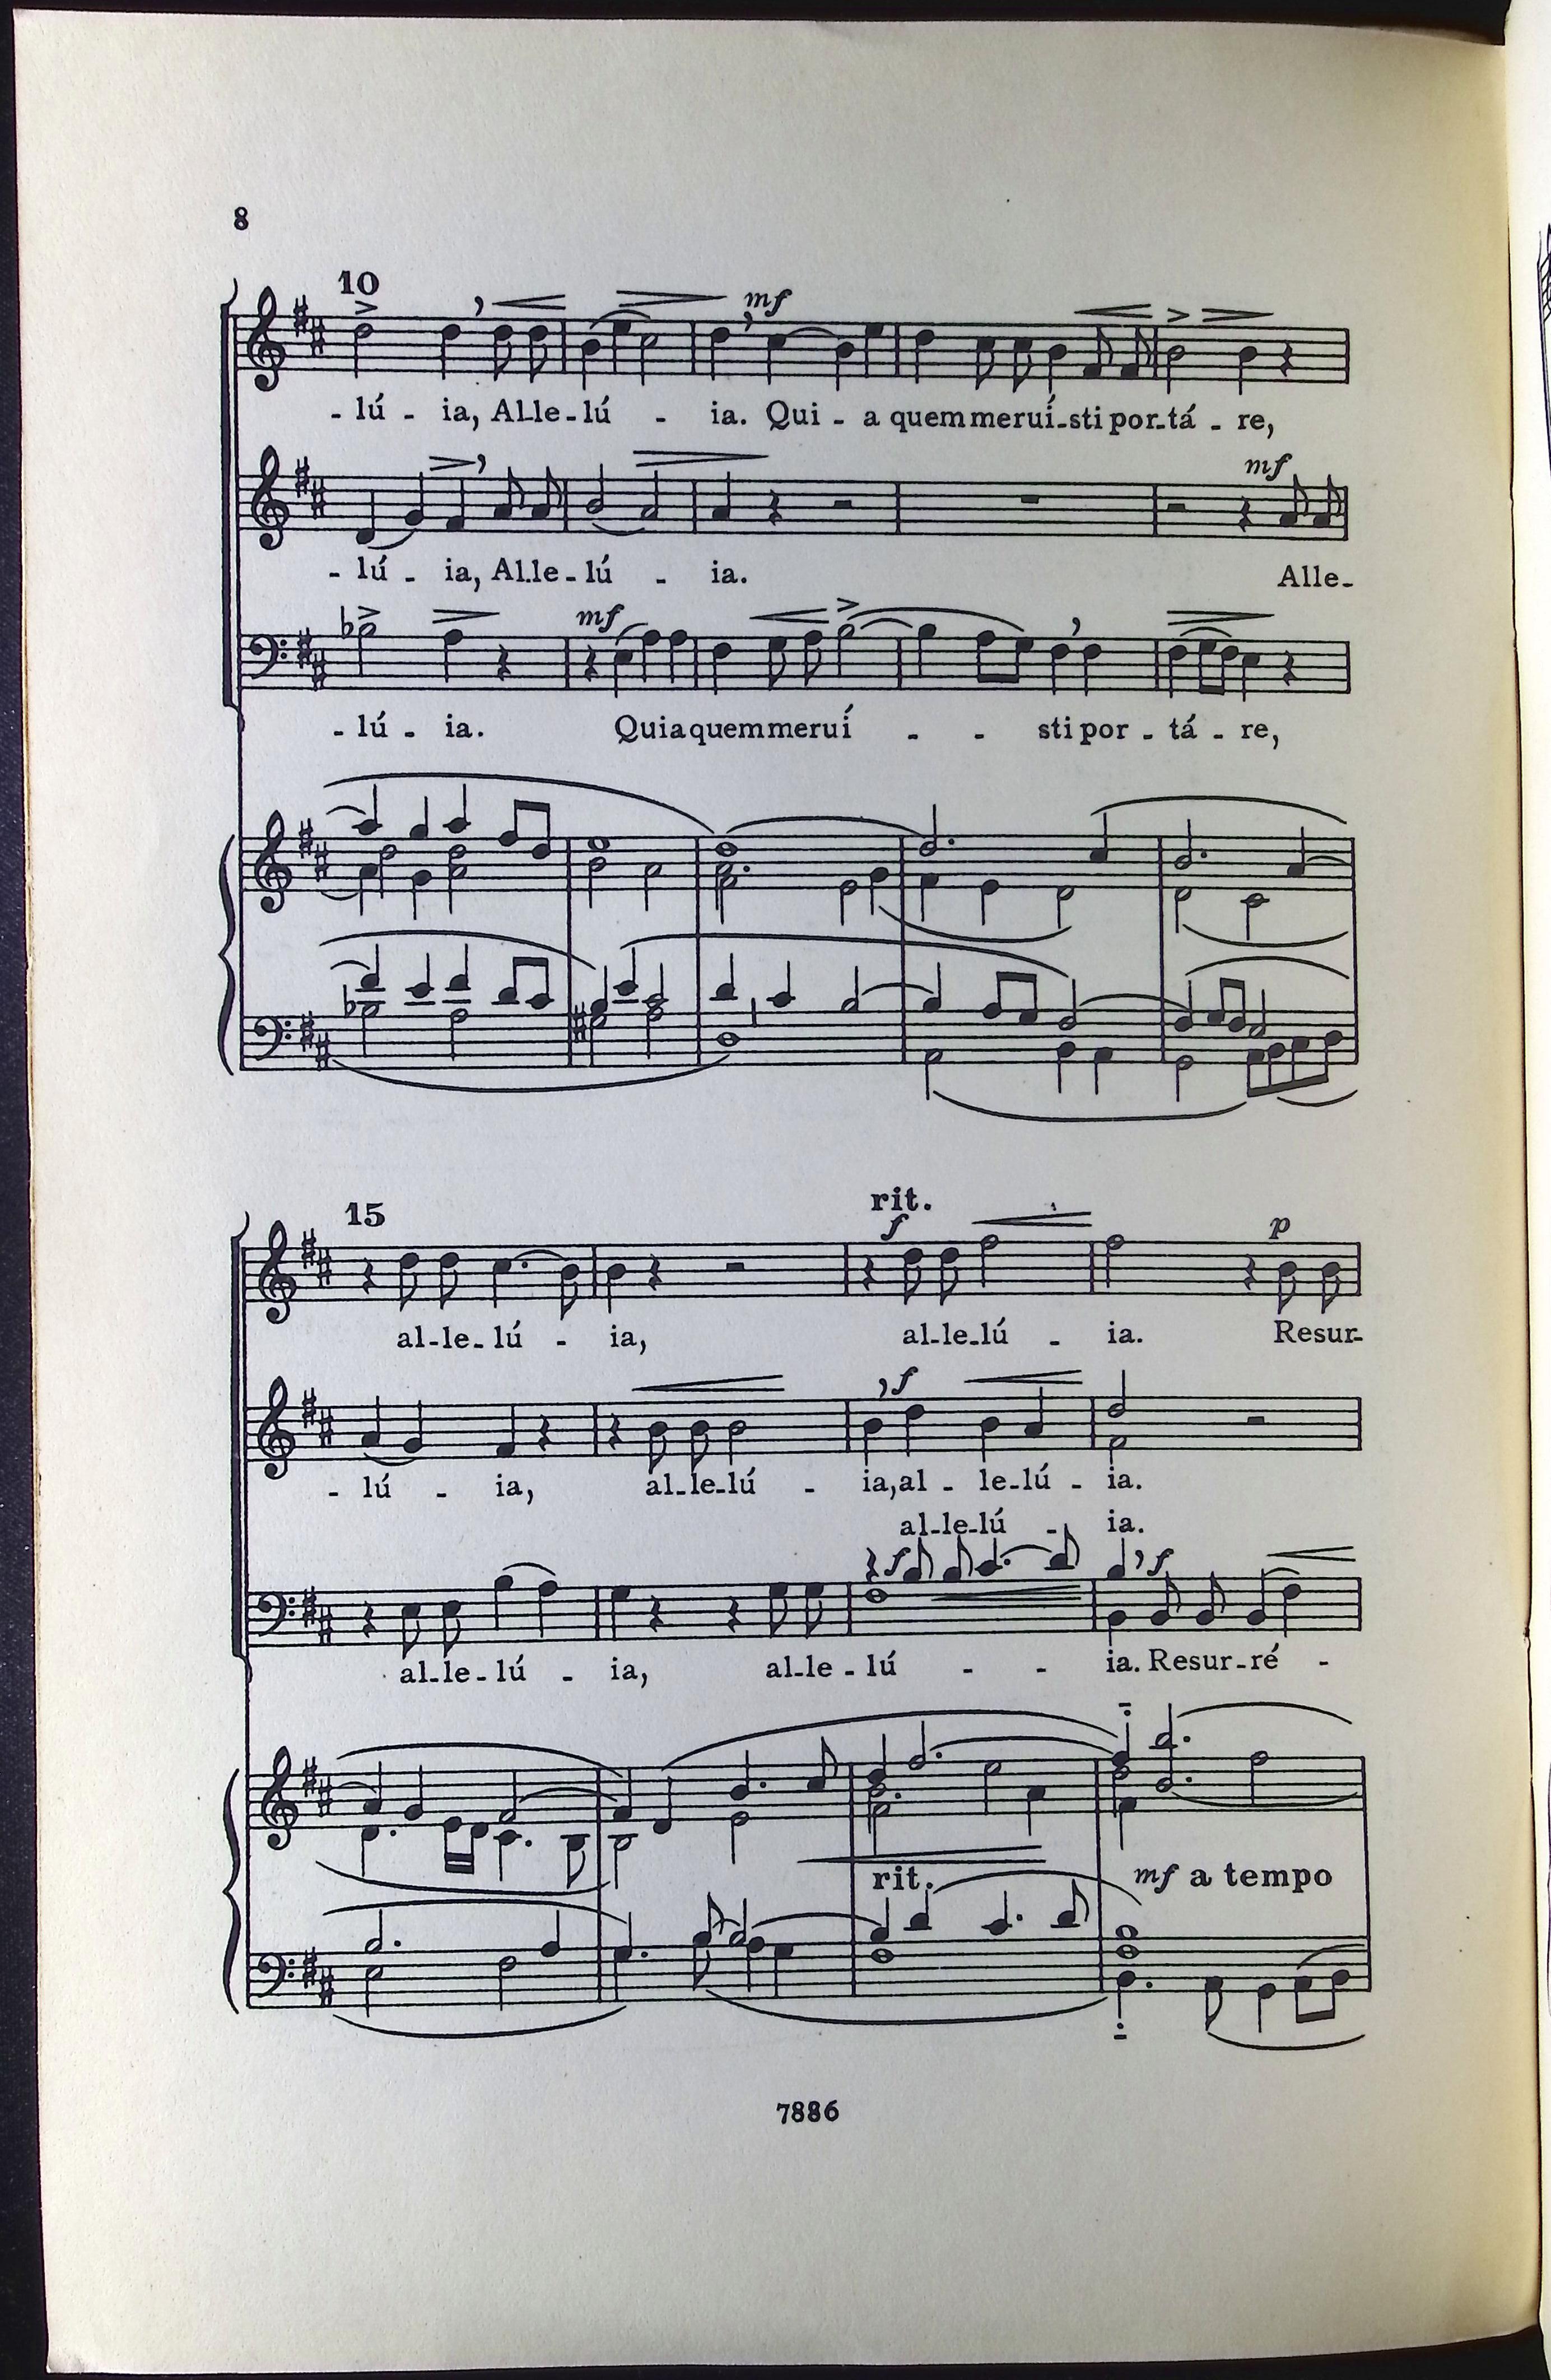 8
10
mf
- lú - ia, Al-le-lú - ia. Qui - a quem meruí-sti por-tá - re,
mf
- lú - ia, Al-le-lú - ia. Alle-
mf
- lú - ia. Quia quem meruí - - sti por - tá - re,
15
rit.
f p
al-le-lú - ia, al-le-lú - ia. Resur-
f
- lú - ia, al-le-lú - ia, al - le-lú - ia.
al-le-lú - ia.
f f
al-le-lú - ia, al-le-lú - - ia. Resur-ré -
rit. mf a tempo
7886